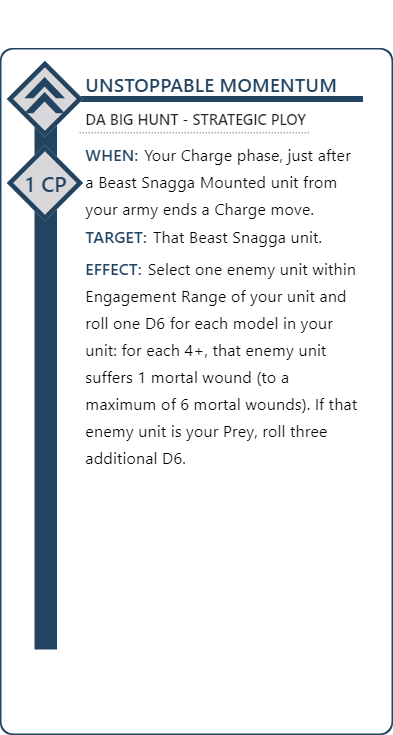 UNSTOPPABLE MOMENTUM
DA BIG HUNT - STRATEGIC PLOY
WHEN: Your Charge phase, just after
a Beast Snagga Mounted unit from
your army ends a Charge move.
TARGET: That Beast Snagga unit.
1 CP
EFFECT: Select one enemy unit within
Engagement Range of your unit and
roll one D6 for each model in your
unit: for each 4+, that enemy unit
suffers 1 mortal wound (to a
maximum of 6 mortal wounds). If that
enemy unit is your Prey, roll three
additional D6.